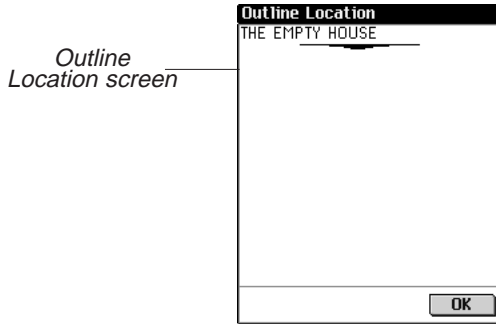 Outline Location
THE EMPTY HOUSE
Outline
Location screen
OK